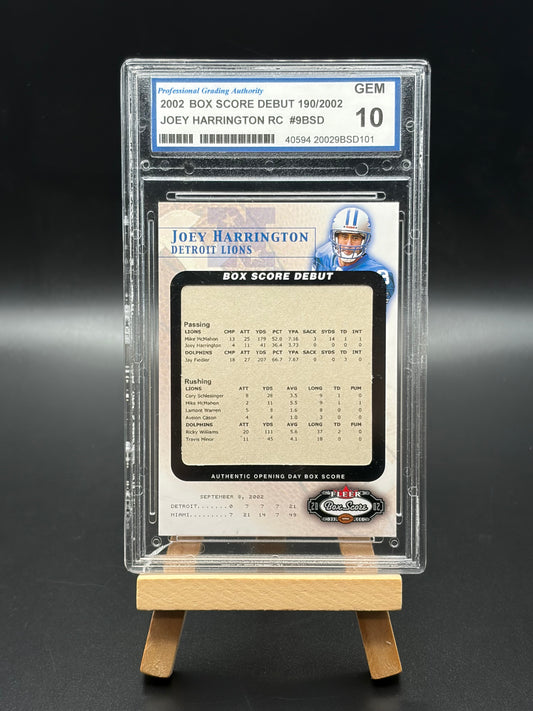 Professional Grading Authority
GEM
2002 BOX SCORE DEBUT 190/2002
10
JOEY HARRINGTON RC #9BSD
40594 20029BSD101
JOEY HARRINGTON
DETROIT LIONS
BOX SCORE DEBUT
Passing
LIONS CMP ATT YDS PCT YPA SACK SYDS TD INT
Mike McMahon 13 25 179 52.0 7.16 3 14 1 1
Joey Harrington 4 11 41 36.4 3.73 0 0 0 0
DOLPHINS CMP ATT YDS PCT YPA SACK SYDS TD INT
Jay Fiedler 18 27 207 66.7 7.67 0 0 3 0
Rushing
LIONS ATT YDS AVG LONG TD FUM
Cory Schlesinger 8 28 3.5 9 1 0
Mike McMahon 2 11 5.5 9 1 1
Lamont Warren 5 8 1.6 8 0 0
Aveion Cason 4 4 1.0 3 0 0
DOLPHINS ATT YDS AVG LONG TD FUM
Ricky Williams 20 111 5.6 37 2 0
Travis Minor 11 45 4.1 18 0 0
AUTHENTIC OPENING DAY BOX SCORE
SEPTEMBER 8, 2002
DETROIT.......0 7 7 7 21
MIAMI.........7 21 14 7 49
FLEER
20 Box Score 02